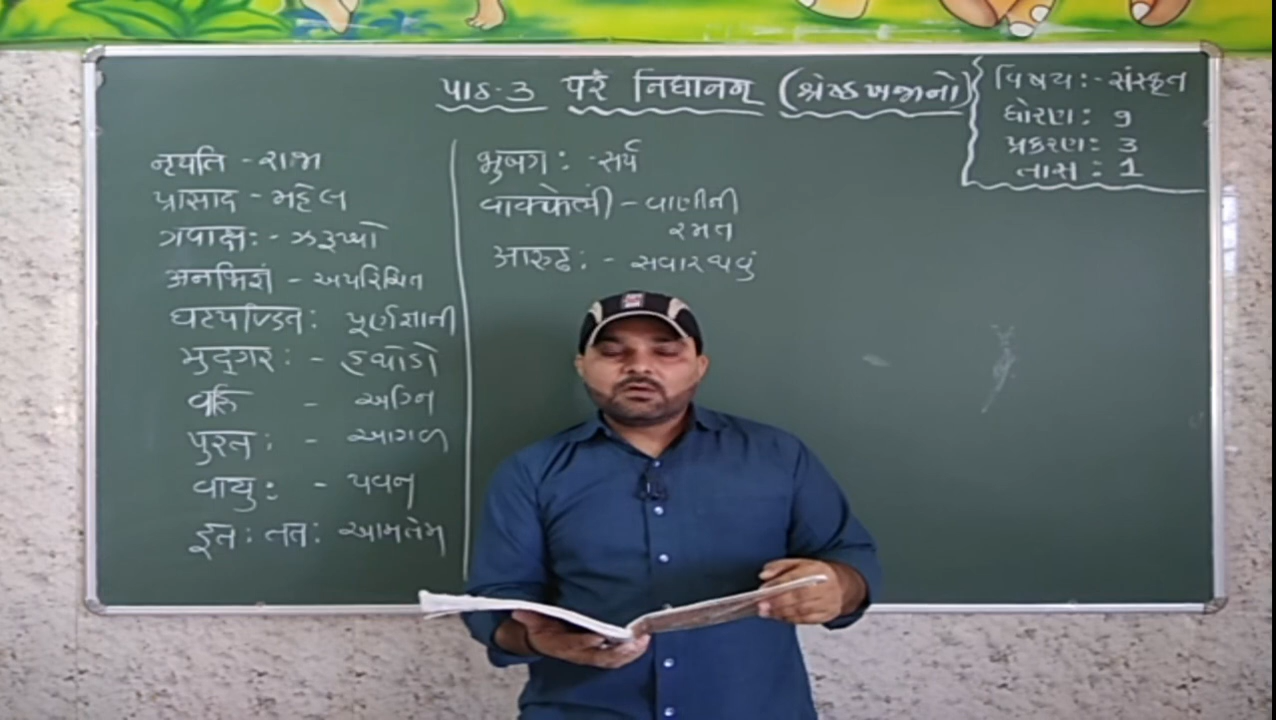 પાઠ-3 परं निधानम् (શ્રેષ્ઠ ખજાનો)
વિષય:- સંસ્કૃત
ધોરણ: 9
પ્રકરણ: 3
તાસ : 1
नृपति - રાજા
प्रासाद - મહેલ
गवाक्ष: - ઝરૂખો
अनभिज्ञं - અપરિચિત
घटपण्डित: પૂર્ણજ્ઞાની
मुद्गर: - હથોડો
वह्नि - અગ્નિ
पुरत: - આગળ
वायु: - પવન
इत: तत: આમતેમ
भुजग: - સર્પ
वाक्केलीं - વાણીની
રમત
आरुढ: - સવાર થવું